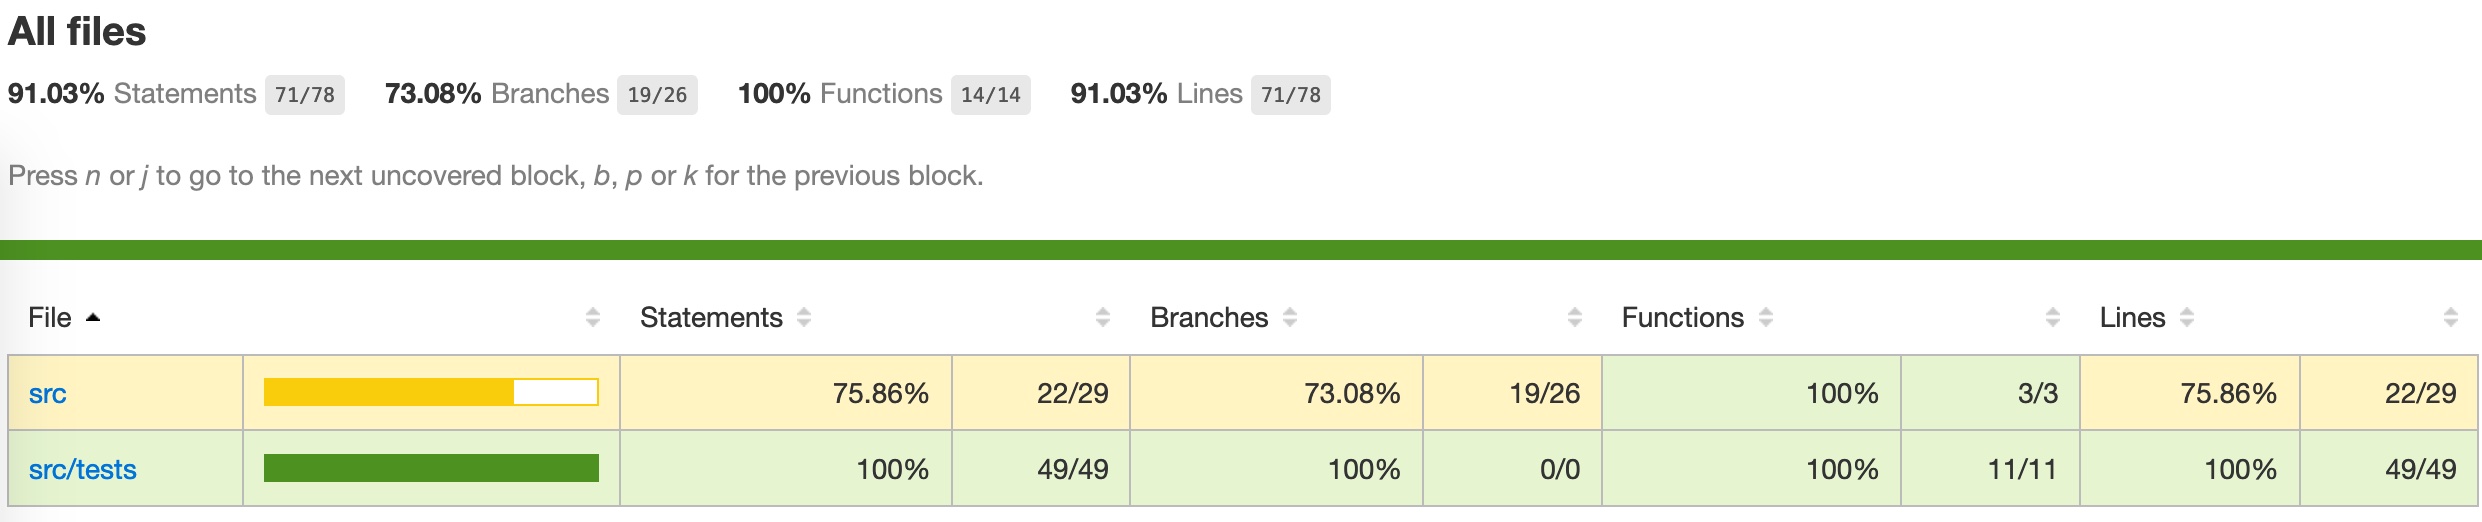 All files
91.03% Statements 71/78 73.08% Branches 19/26 100% Functions 14/14 91.03% Lines 71/78
Press n or j to go to the next uncovered block, b, p or k for the previous block.
File Statements Branches Functions Lines
src 75.86% 22/29 73.08% 19/26 100% 3/3 75.86% 22/29
src/tests 100% 49/49 100% 0/0 100% 11/11 100% 49/49